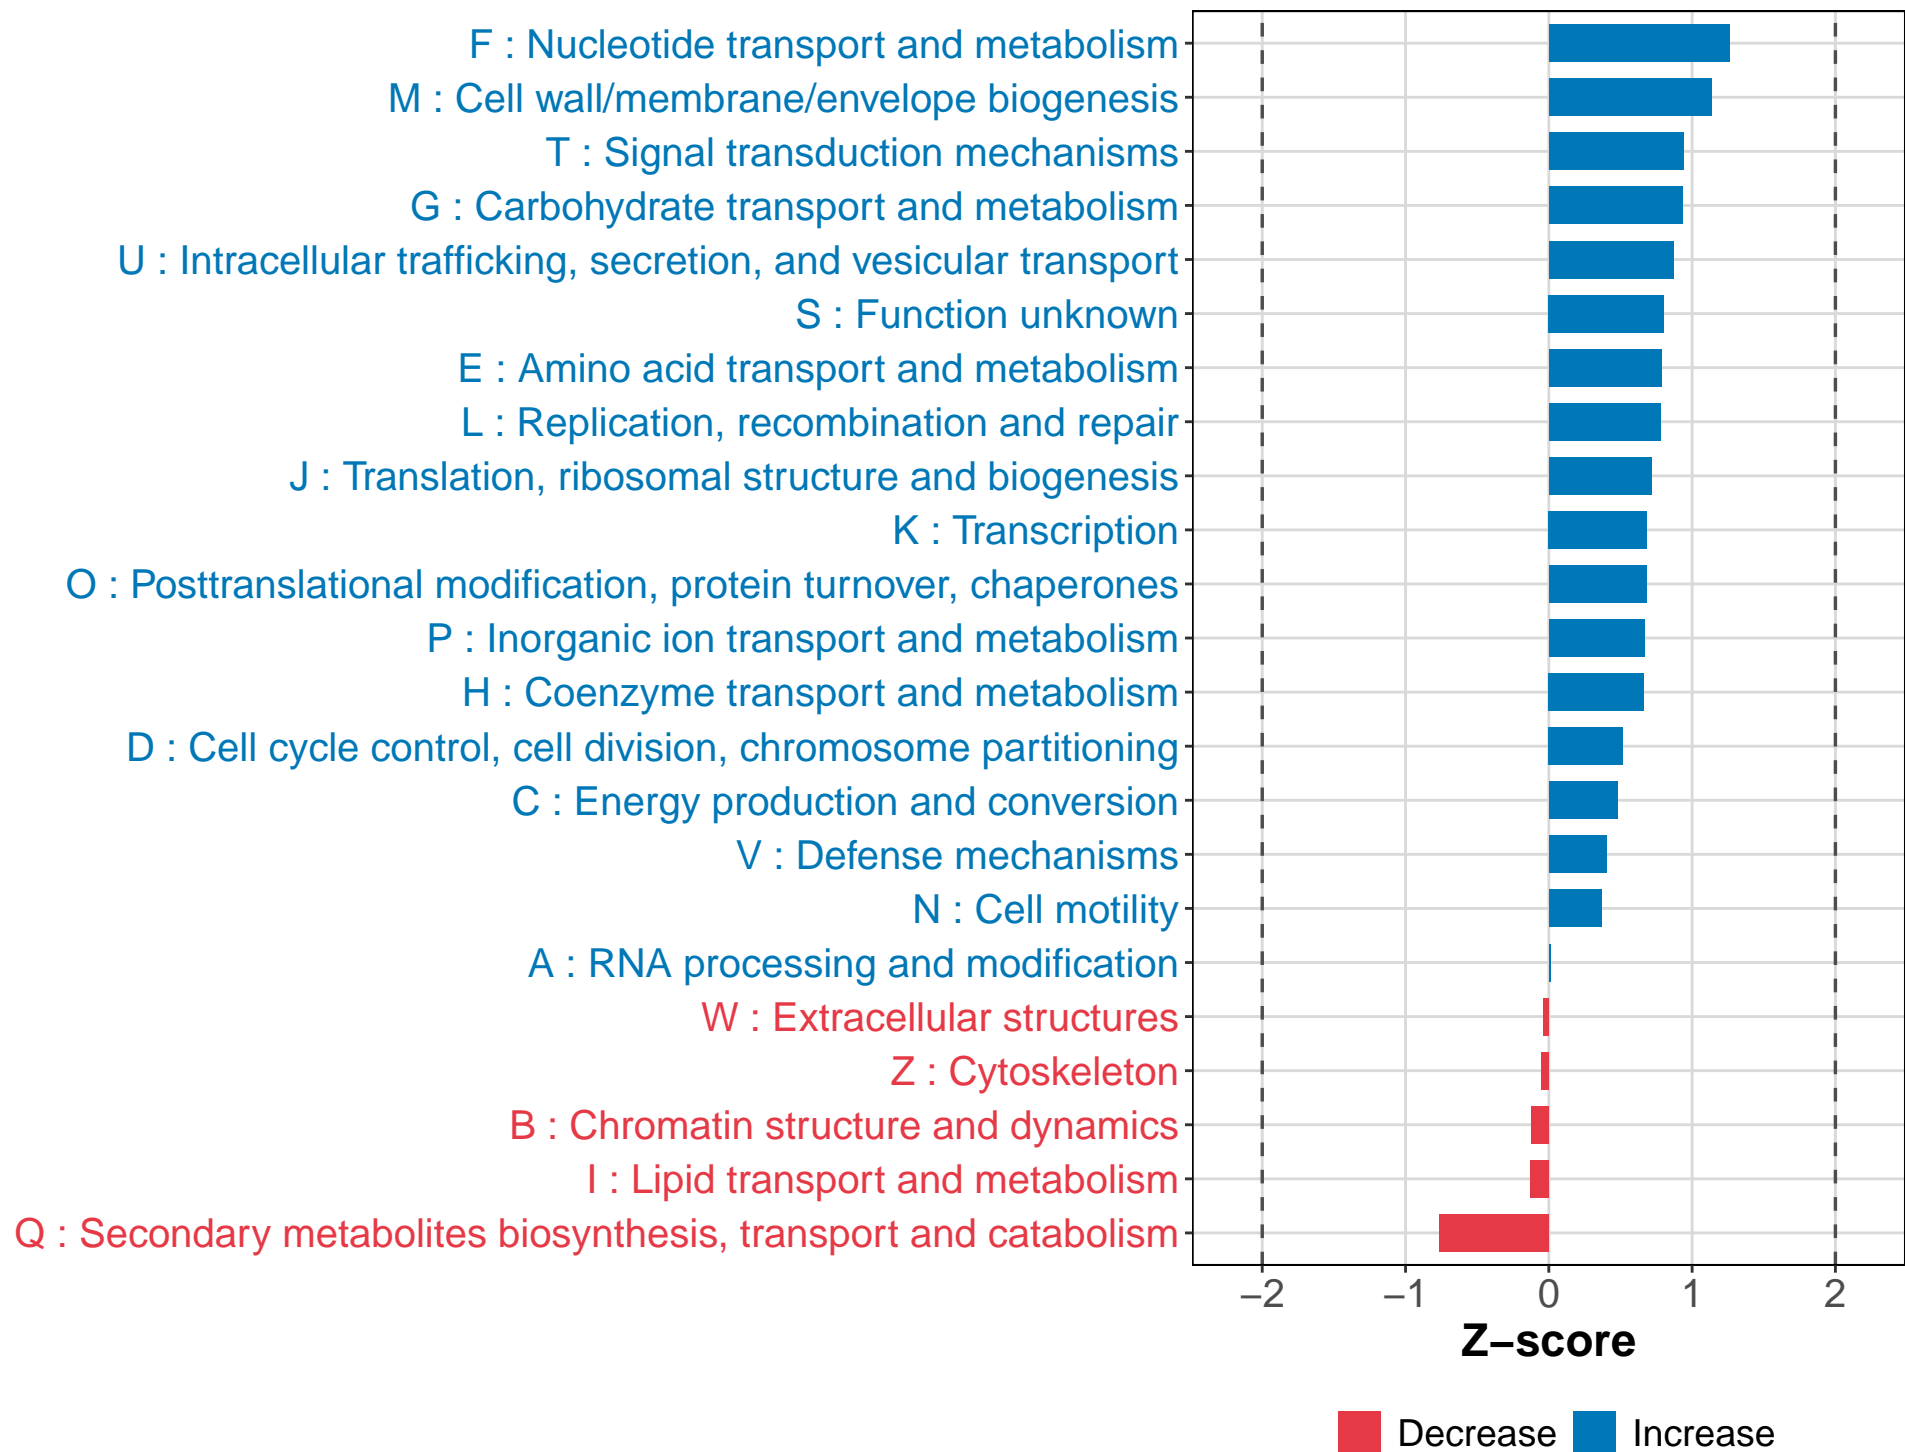 F : Nucleotide transport and metabolism
M : Cell wall/membrane/envelope biogenesis
T : Signal transduction mechanisms
G : Carbohydrate transport and metabolism
U : Intracellular trafficking, secretion, and vesicular transport
S : Function unknown
E : Amino acid transport and metabolism
L : Replication, recombination and repair
J : Translation, ribosomal structure and biogenesis
K : Transcription
O : Posttranslational modification, protein turnover, chaperones
P : Inorganic ion transport and metabolism
H : Coenzyme transport and metabolism
D : Cell cycle control, cell division, chromosome partitioning
C : Energy production and conversion
V : Defense mechanisms
N : Cell motility
A : RNA processing and modification
W : Extracellular structures
Z : Cytoskeleton
B : Chromatin structure and dynamics
I : Lipid transport and metabolism
Q : Secondary metabolites biosynthesis, transport and catabolism
−2 −1 0 1 2
Z−score
Decrease Increase